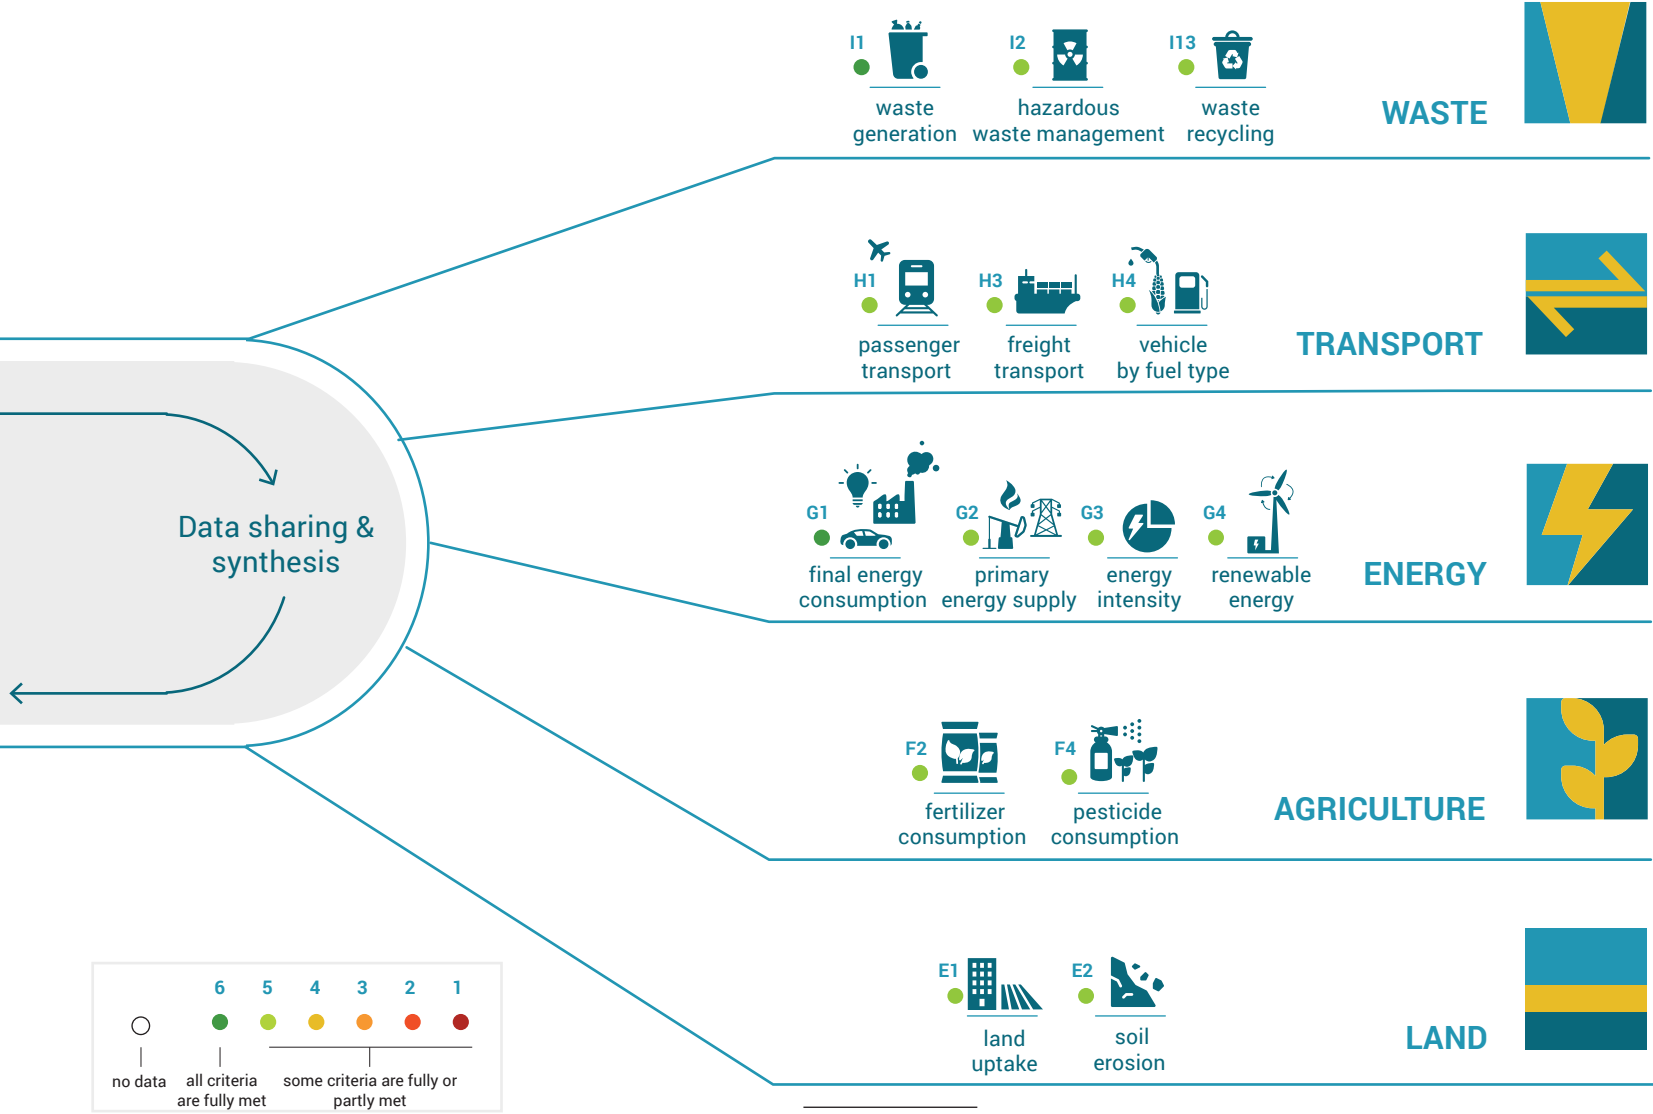 I1
I2
I13
waste
generation
hazardous
waste management
waste
recycling
WASTE
H1
H3
H4
passenger
transport
freight
transport
vehicle
by fuel type
TRANSPORT
G1
G2
G3
G4
final energy
consumption
primary
energy supply
energy
intensity
renewable
energy
ENERGY
Data sharing &
synthesis
F2
F4
fertilizer
consumption
pesticide
consumption
AGRICULTURE
E1
E2
land
uptake
soil
erosion
LAND
6 5 4 3 2 1
no data
all criteria
are fully met
some criteria are fully or
partly met